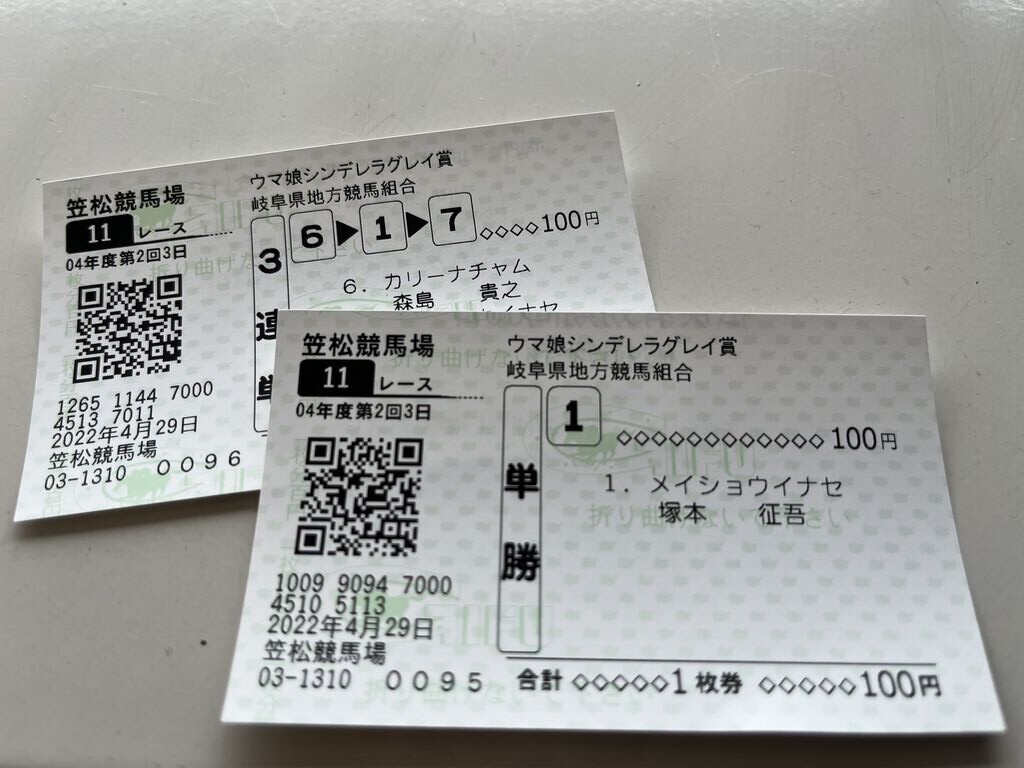 笠松競馬場
11 レース
04年度第2回3日
1265 1144 7000
4513 7011
2022年4月29日
笠松競馬場
03-1310 0096
ウマ娘シンデレラグレイ賞
岐阜県地方競馬組合
3連単
6▶1▶7 ◇◇◇◇100円
6. カリーナチャム
森島 貴之
イナセ
笠松競馬場
11 レース
04年度第2回3日
1009 9094 7000
4510 5113
2022年4月29日
笠松競馬場
03-1310 0095
ウマ娘シンデレラグレイ賞
岐阜県地方競馬組合
単勝
1
◇◇◇◇◇◇◇◇◇◇◇◇100円
1. メイショウイナセ
塚本 征吾
合計 ◇◇◇◇◇1枚券 ◇◇◇◇◇100円